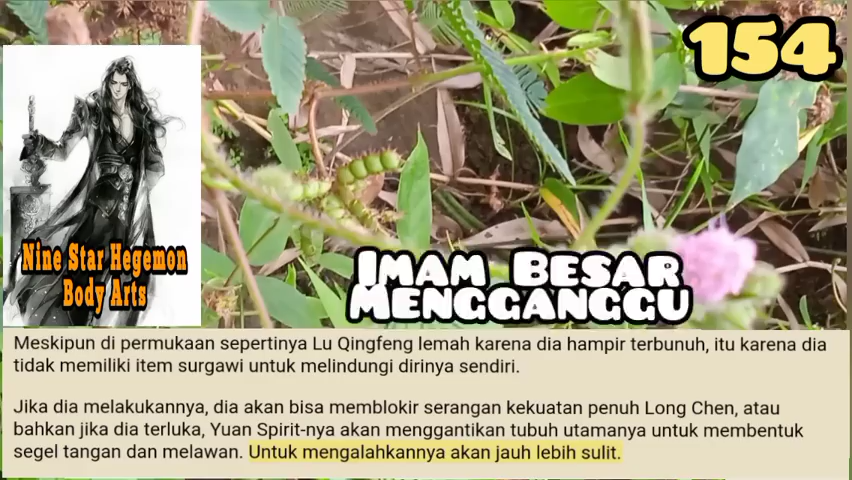 154
Nine Star Hegemon
Body Arts
Imam Besar
Mengganggu
Meskipun di permukaan sepertinya Lu Qingfeng lemah karena dia hampir terbunuh, itu karena dia
tidak memiliki item surgawi untuk melindungi dirinya sendiri.
Jika dia melakukannya, dia akan bisa memblokir serangan kekuatan penuh Long Chen, atau
bahkan jika dia terluka, Yuan Spirit-nya akan menggantikan tubuh utamanya untuk membentuk
segel tangan dan melawan. Untuk mengalahkannya akan jauh lebih sulit.